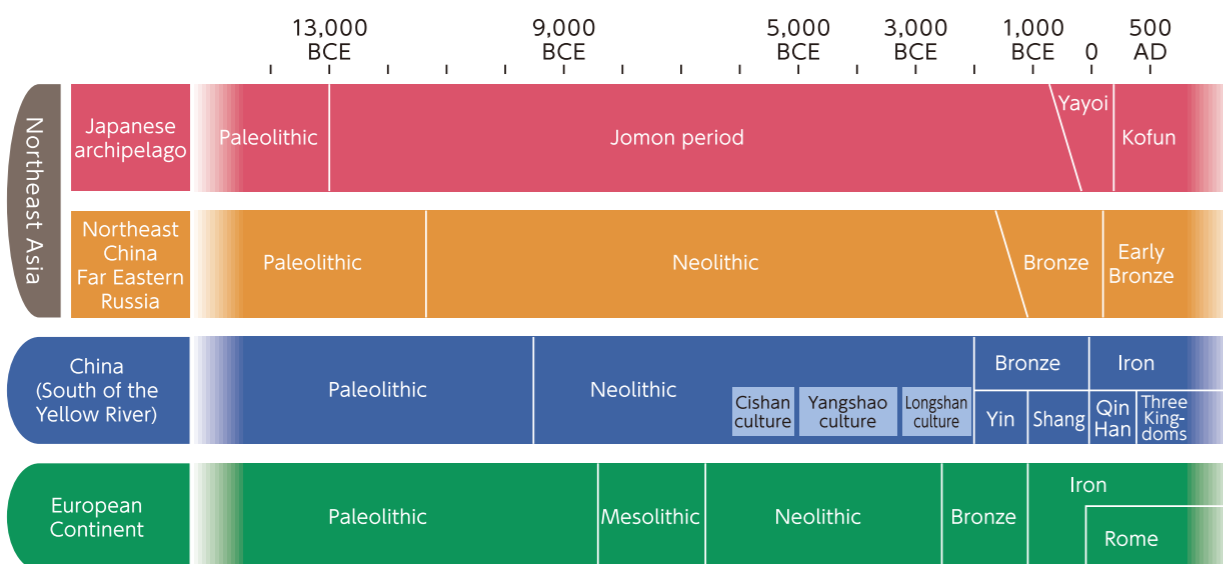 13,000
BCE
9,000
BCE
5,000
BCE
3,000
BCE
1,000
BCE
0
500
AD
Northeast Asia
Japanese
archipelago
Paleolithic
Jomon period
Yayoi
Kofun
Northeast
China
Far Eastern
Russia
Paleolithic
Neolithic
Bronze
Early
Bronze
China
(South of the
Yellow River)
Paleolithic
Neolithic
Cishan
culture
Yangshao
culture
Longshan
culture
Bronze
Iron
Yin
Shang
Qin
Han
Three
King-
doms
European
Continent
Paleolithic
Mesolithic
Neolithic
Bronze
Iron
Rome